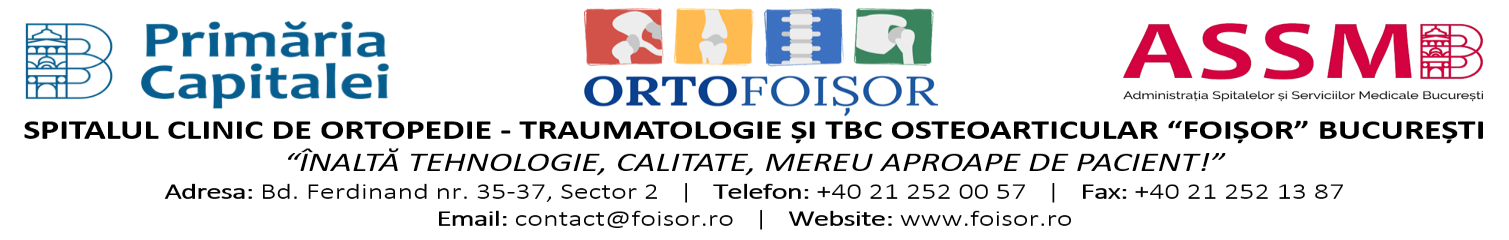 Primăria
Capitalei
ORTOFOIȘOR
ASSMB
Administrația Spitalelor și Serviciilor Medicale București
SPITALUL CLINIC DE ORTOPEDIE - TRAUMATOLOGIE ȘI TBC OSTEOARTICULAR “FOIȘOR” BUCUREȘTI
“ÎNALTĂ TEHNOLOGIE, CALITATE, MEREU APROAPE DE PACIENT!”
Adresa: Bd. Ferdinand nr. 35-37, Sector 2 | Telefon: +40 21 252 00 57 | Fax: +40 21 252 13 87
Email: contact@foisor.ro | Website: www.foisor.ro